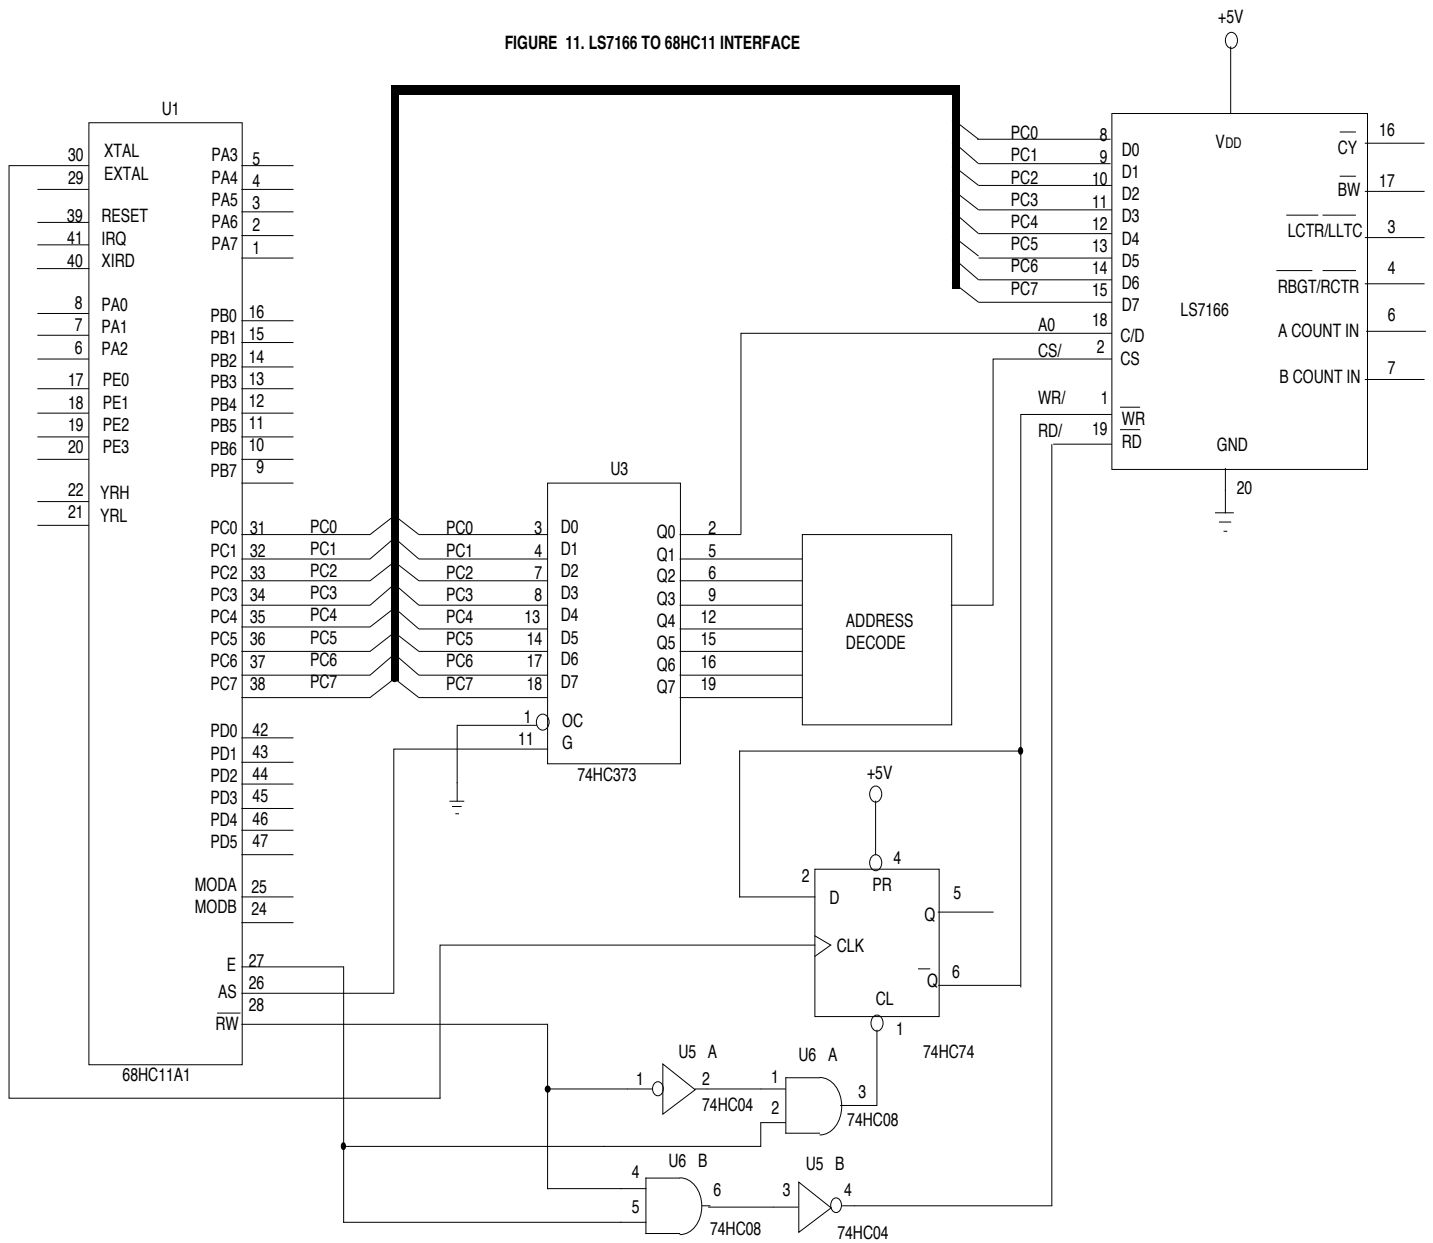 FIGURE 11. LS7166 TO 68HC11 INTERFACE
+5V
U1
30 XTAL
29 EXTAL
39 RESET
41 IRQ
40 XIRD
8 PA0
7 PA1
6 PA2
17 PE0
18 PE1
19 PE2
20 PE3
22 YRH
21 YRL
PA3 5
PA4 4
PA5 3
PA6 2
PA7 1
PB0 16
PB1 15
PB2 14
PB3 13
PB4 12
PB5 11
PB6 10
PB7 9
PC0 31 PC0
PC1 32 PC1
PC2 33 PC2
PC3 34 PC3
PC4 35 PC4
PC5 36 PC5
PC6 37 PC6
PC7 38 PC7
PD0 42
PD1 43
PD2 44
PD3 45
PD4 46
PD5 47
MODA 25
MODB 24
E 27
AS 26
28
RW
68HC11A1
U3
PC0 3 D0
PC1 4 D1
PC2 7 D2
PC3 8 D3
PC4 13 D4
PC5 14 D5
PC6 17 D6
PC7 18 D7
1 OC
11 G
Q0 2
Q1 5
Q2 6
Q3 9
Q4 12
Q5 15
Q6 16
Q7 19
74HC373
ADDRESS
DECODE
PC0 8 D0
PC1 9 D1
PC2 10 D2
PC3 11 D3
PC4 12 D4
PC5 13 D5
PC6 14 D6
PC7 15 D7
A0 18 C/D
CS/ 2 CS
WR/ 1 WR
RD/ 19 RD
VDD
LS7166
GND
20
CY 16
BW 17
LCTR/LLTC 3
RBGT/RCTR 4
A COUNT IN 6
B COUNT IN 7
+5V
4
PR
2 D
Q 5
CLK
Q 6
CL
1
74HC74
U5 A
1 2
74HC04
U6 A
1
2
3
74HC08
U6 B
4
5
6
74HC08
U5 B
3 4
74HC04